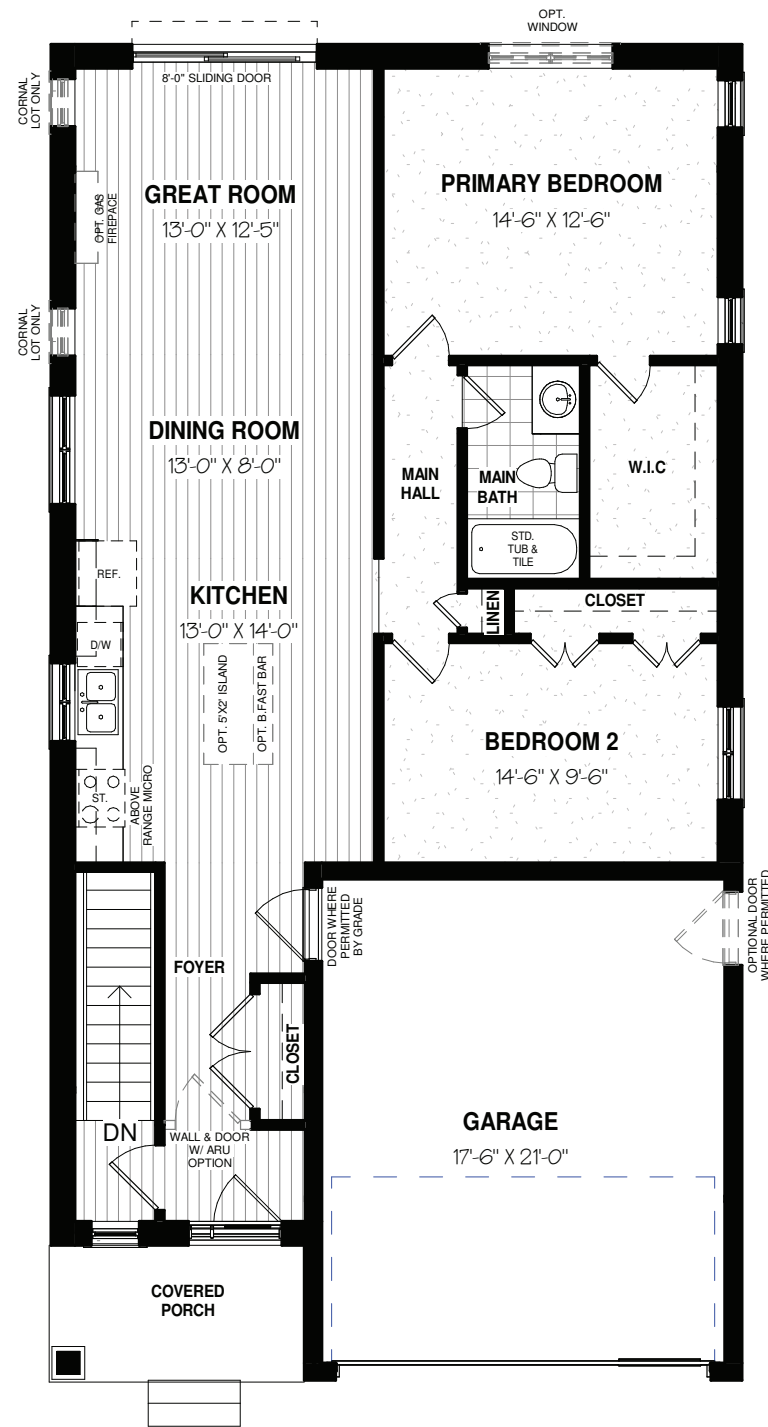 OPT.
WINDOW
CORNAL
LOT ONLY
8'-0" SLIDING DOOR
GREAT ROOM
13'-0" X 12'-5"
OPT. GAS
FIREPACE
PRIMARY BEDROOM
14'-6" X 12'-6"
CORNAL
LOT ONLY
DINING ROOM
13'-0" X 8'-0"
MAIN
HALL
MAIN
BATH
W.I.C
STD.
TUB &
TILE
REF.
KITCHEN
13'-0" X 14'-0"
LINEN
CLOSET
D/W
OPT. 5'X2' ISLAND
OPT. B.FAST BAR
BEDROOM 2
14'-6" X 9'-6"
ST.
ABOVE
RANGE MICRO
DOOR WHERE
PERMITTED
BY GRADE
OPTIONAL DOOR
WHERE PERMITTED
FOYER
CLOSET
DN
WALL & DOOR
W/ ARU
OPTION
GARAGE
17'-6" X 21'-0"
COVERED
PORCH